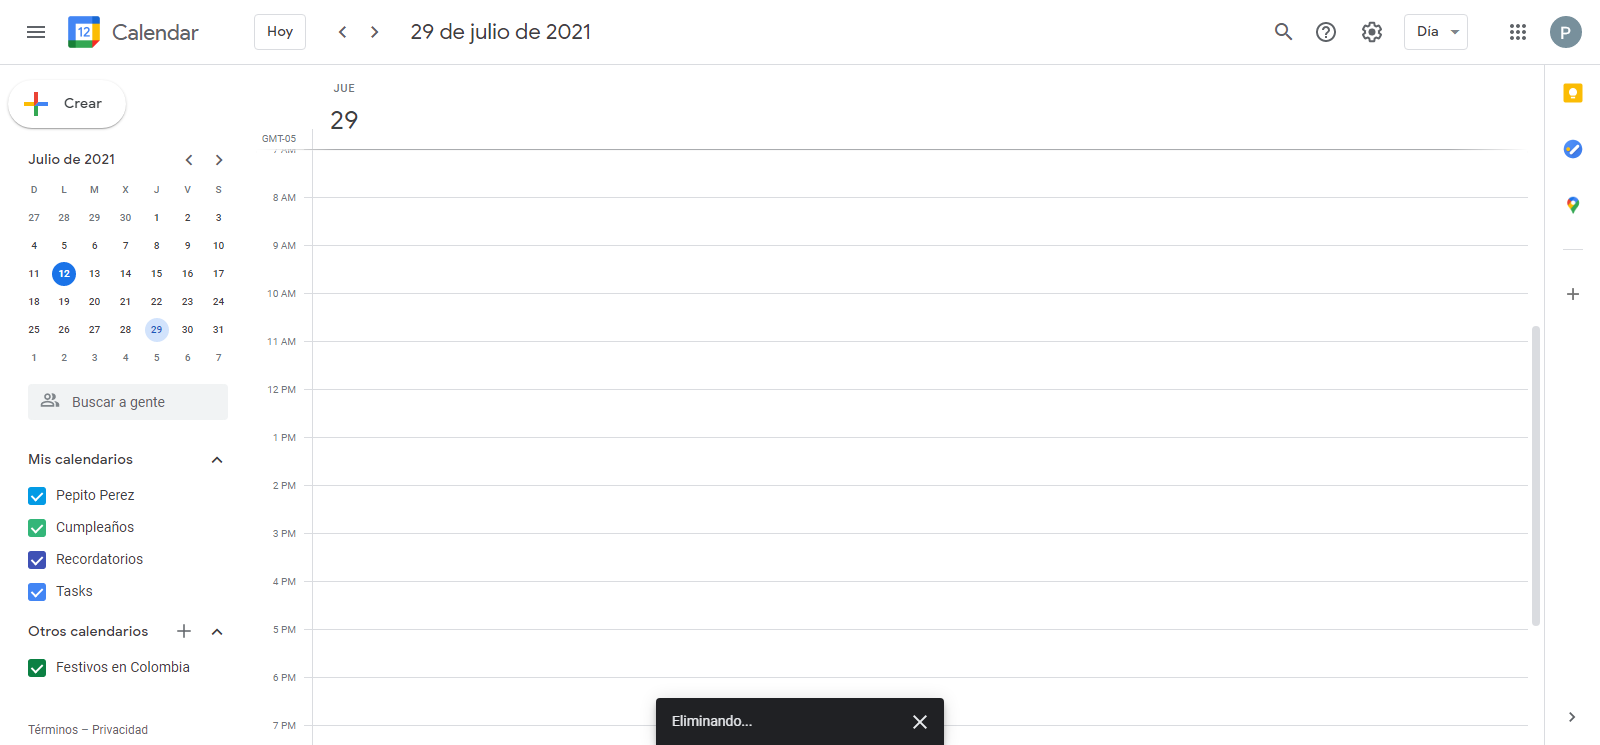 12 Calendar Hoy 29 de julio de 2021 Día P
Crear
JUE
29
GMT-05
Julio de 2021
D L M X J V S
27 28 29 30 1 2 3
4 5 6 7 8 9 10
11 12 13 14 15 16 17
18 19 20 21 22 23 24
25 26 27 28 29 30 31
1 2 3 4 5 6 7
Buscar a gente
Mis calendarios
Pepito Perez
Cumpleaños
Recordatorios
Tasks
Otros calendarios
Festivos en Colombia
Términos – Privacidad
7 AM
8 AM
9 AM
10 AM
11 AM
12 PM
1 PM
2 PM
3 PM
4 PM
5 PM
6 PM
7 PM
Eliminando...